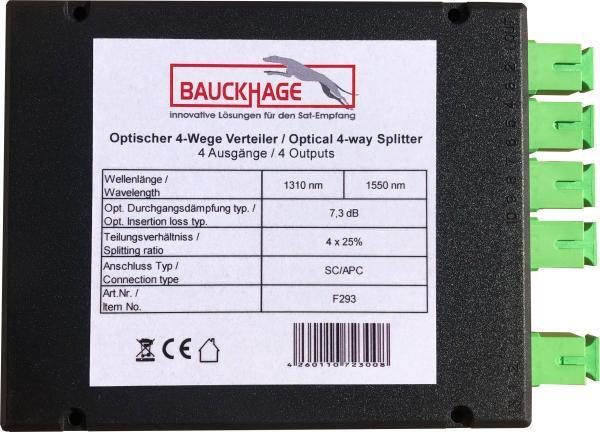 BAUCKHAGE
innovative Lösungen für den Sat-Empfang
Optischer 4-Wege Verteiler / Optical 4-way Splitter
4 Ausgänge / 4 Outputs
Wellenlänge /
Wavelength
1310 nm
1550 nm
Opt. Durchgangsdämpfung typ. /
Opt. Insertion loss typ.
7,3 dB
Teilungsverhältniss /
Splitting ratio
4 x 25%
Anschluss Typ /
Connection type
SC/APC
Art.Nr. /
Item No.
F293
CE
4260110723008